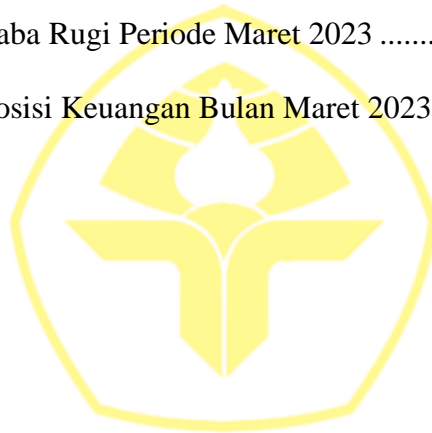 aba Rugi Periode Maret 2023 .......
osisi Keuangan Bulan Maret 2023